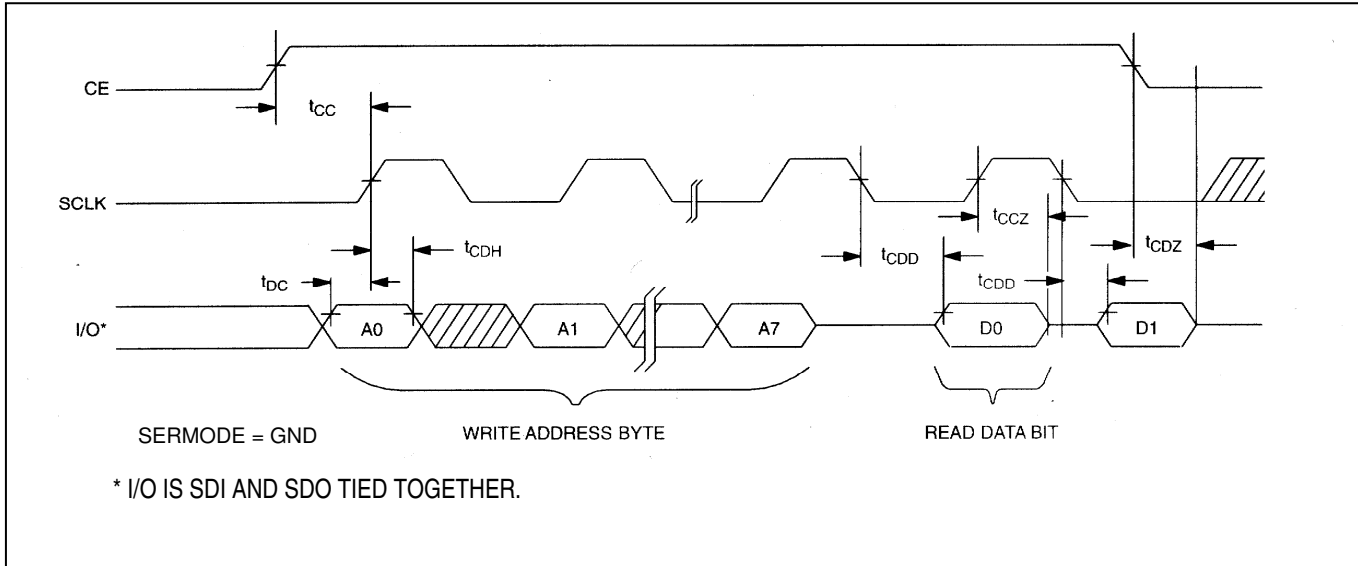 CE
tCC
SCLK
tCCZ
tCDH
tCDD
tCDZ
tDC
tCDD
I/O*
A0
A1
A7
D0
D1
SERMODE = GND
WRITE ADDRESS BYTE
READ DATA BIT
* I/O IS SDI AND SDO TIED TOGETHER.